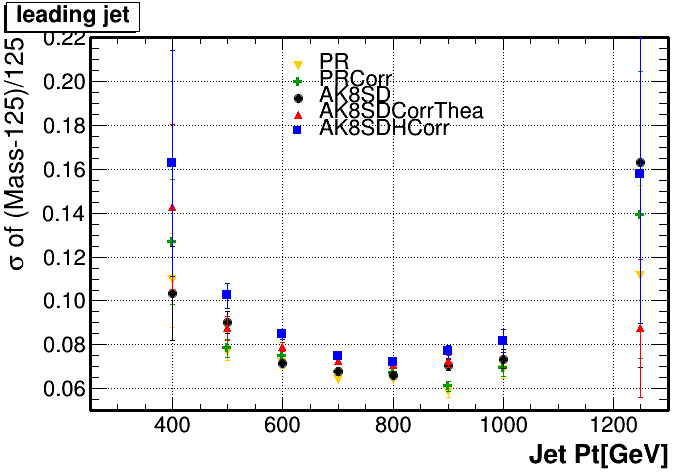 leading jet
σ of (Mass-125)/125
0.22
0.20
0.18
0.16
0.14
0.12
0.10
0.08
0.06
PR
PRCorr
AK8SD
AK8SDCorrThea
AK8SDHCorr
400 600 800 1000 1200
Jet Pt[GeV]